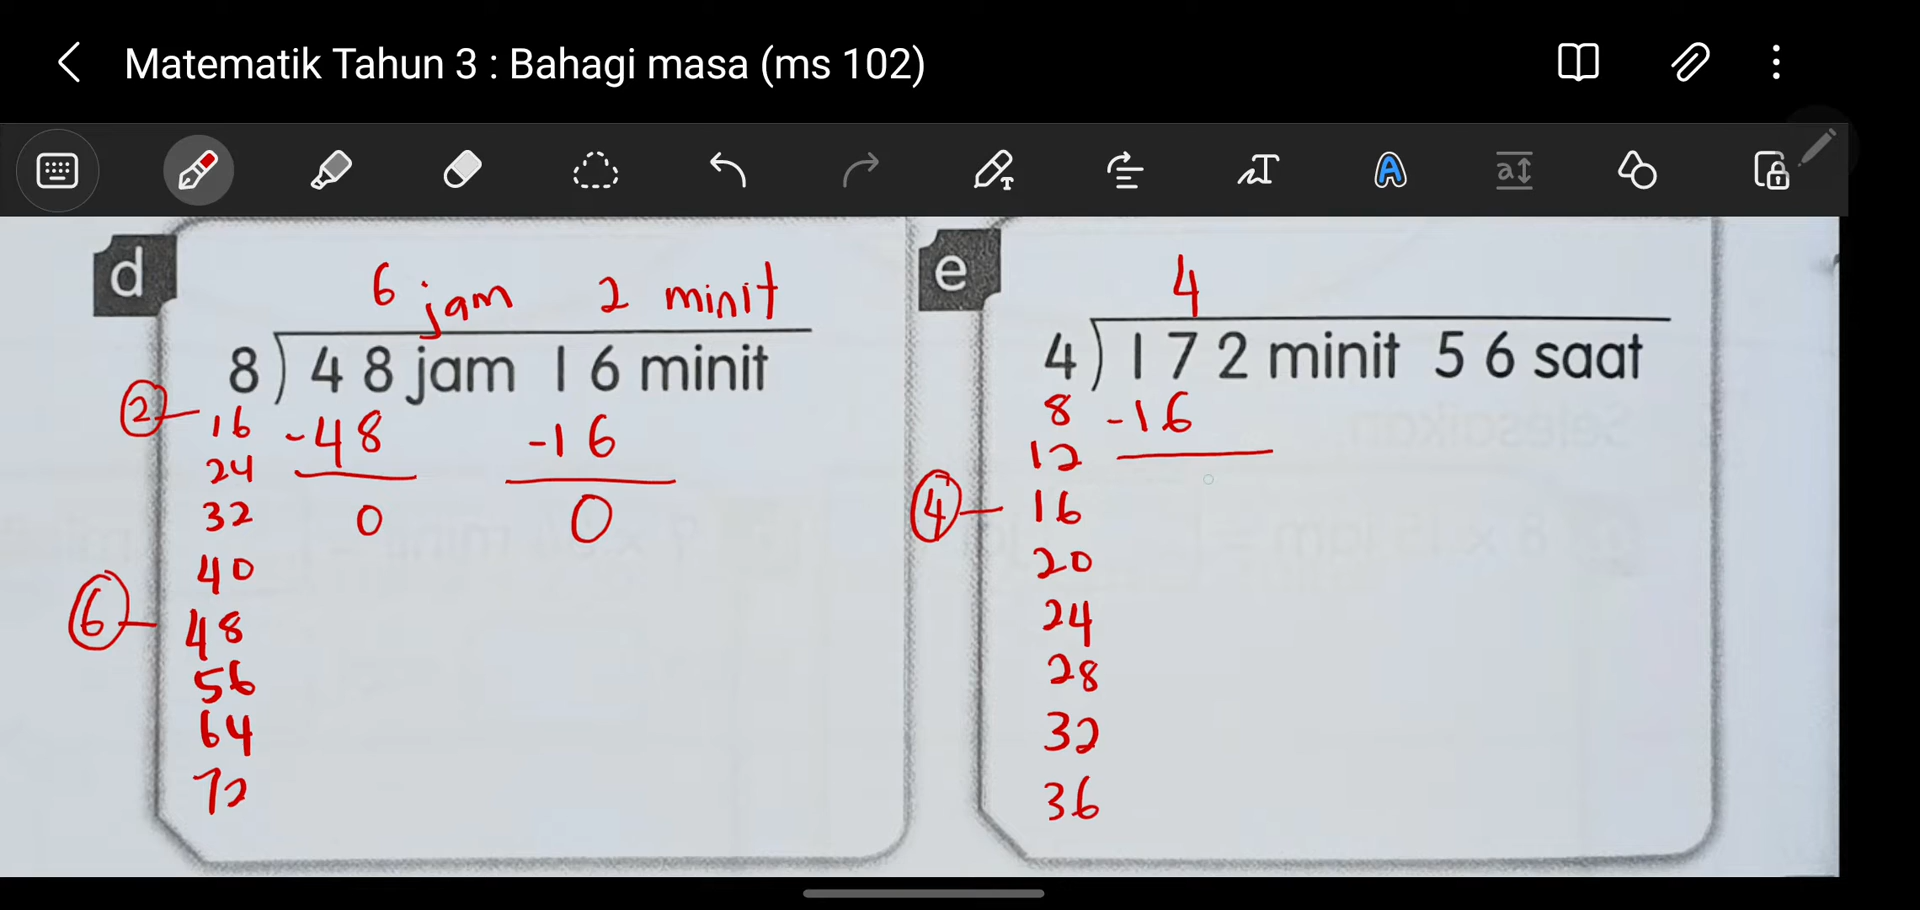 Matematik Tahun 3 : Bahagi masa (ms 102)
d
6 jam 2 minit
8 ) 4 8 jam 1 6 minit
2 16 -48 -16
24
32 0 0
40
6 48
56
64
72
e
4
4 ) 1 7 2 minit 5 6 saat
8 -16
12
4 16
20
24
28
32
36